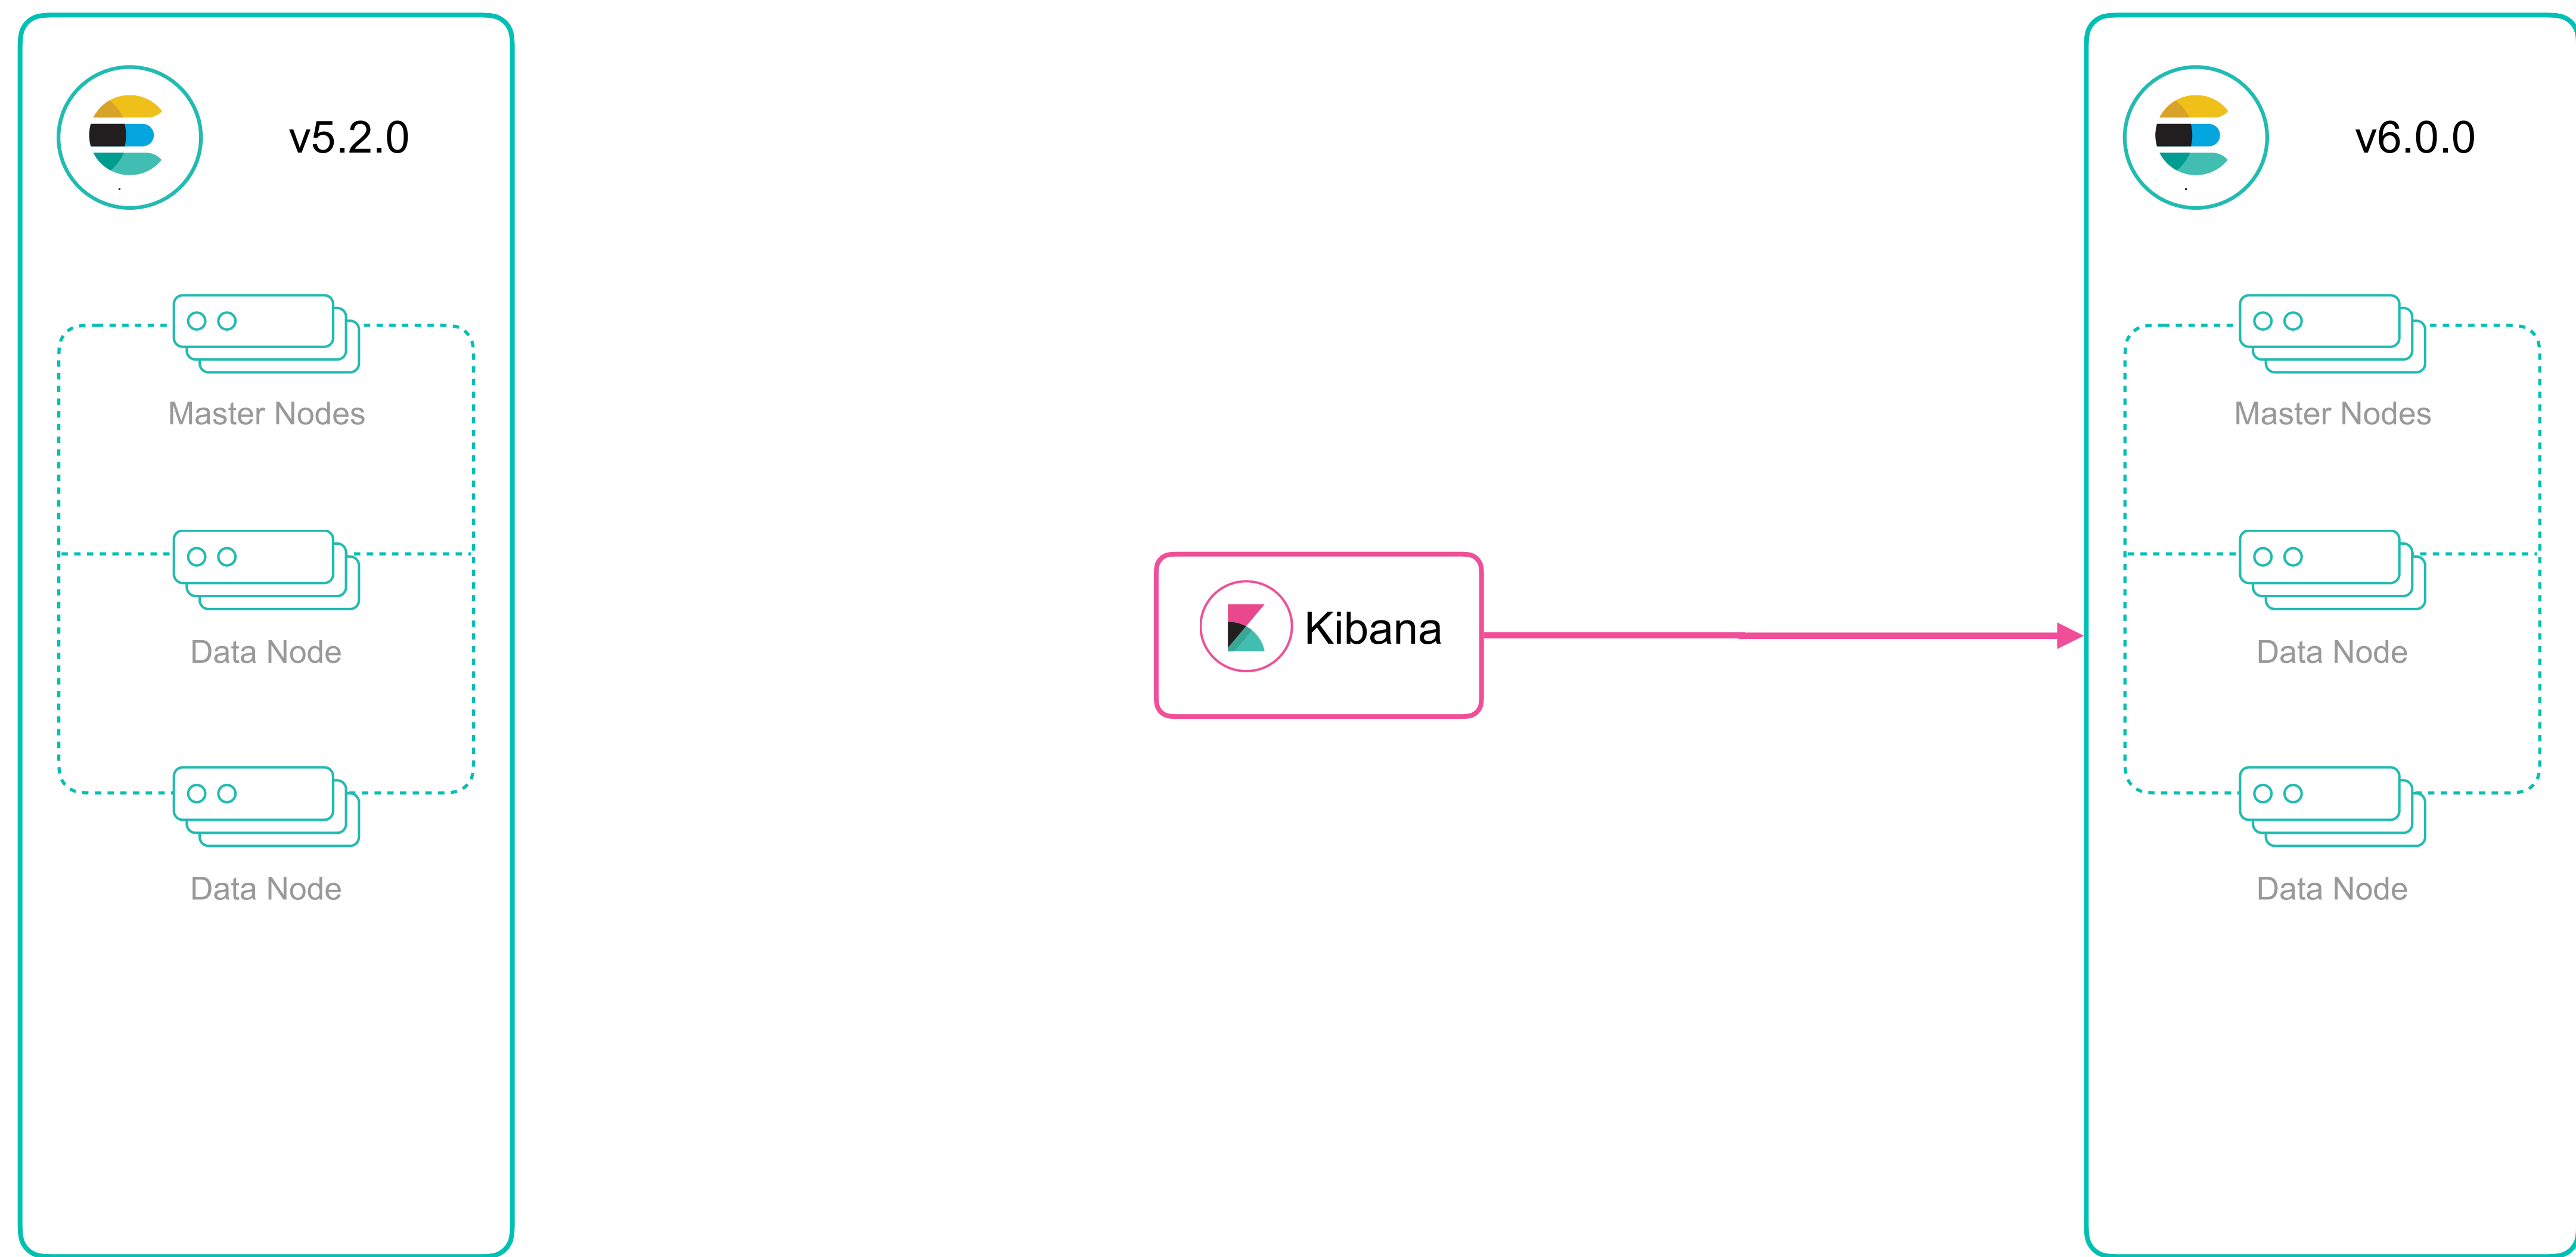 v5.2.0
Master Nodes
Data Node
Data Node
Kibana
v6.0.0
Master Nodes
Data Node
Data Node